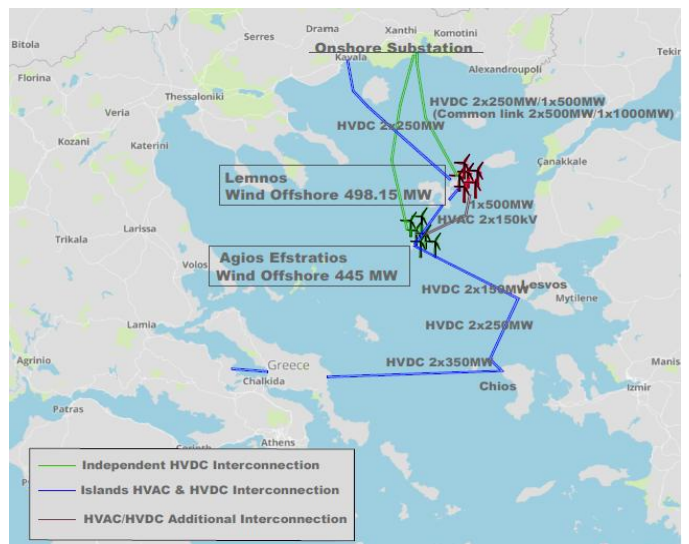 Bitola
Serres
Drama
Xanthi
Komotini
Onshore Substation
Kavala
Tekir
Florina
Alexandroupoli
Thessaloniki
Veria
HVDC 2x250MW/1x500MW
(Common link 2x500MW/1x1000MW)
HVDC 2x250MW
Kozani
Katerini
Çanakkale
Lemnos
Wind Offshore 498.15 MW
1x500MW
HVAC 2x150kV
Larissa
Trikala
Agios Efstratios
Wind Offshore 445 MW
Volos
HVDC 2x150MW
Lesvos
Mytilene
Lamia
HVDC 2x250MW
Agrinio
Greece
HVDC 2x350MW
Manis
Chalkida
Chios
Izmir
Patras
Athens
Independent HVDC Interconnection
Islands HVAC & HVDC Interconnection
HVAC/HVDC Additional Interconnection